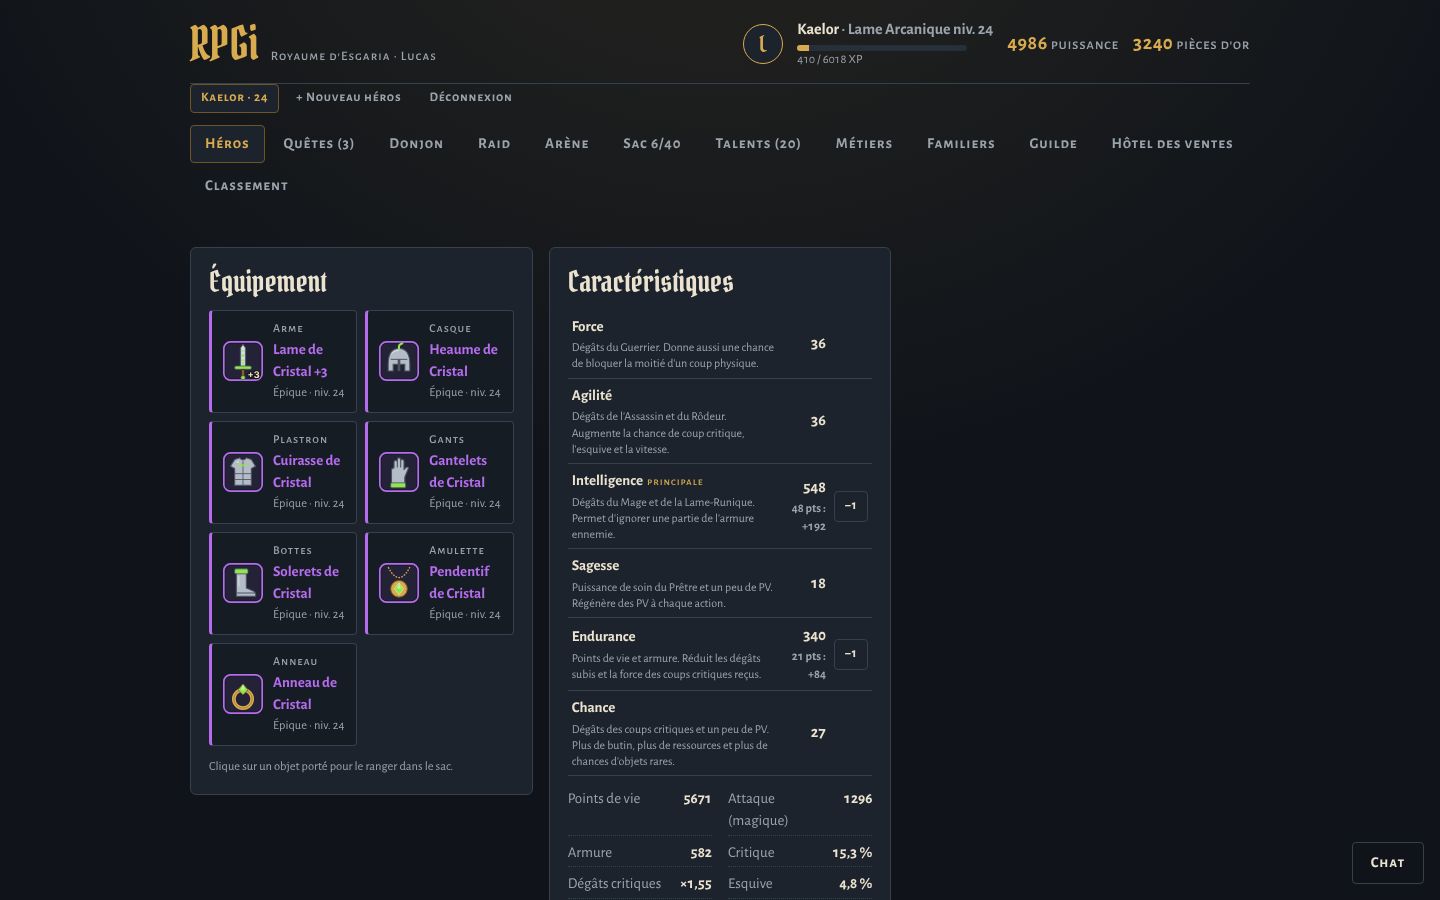 RPGi
Royaume d'Esgaria · Lucas
L
Kaelor · Lame Arcanique niv. 24
410 / 6018 XP
4986 puissance
3240 pièces d'or
Kaelor · 24
+ Nouveau héros
Déconnexion
Héros
Quêtes (3)
Donjon
Raid
Arène
Sac 6/40
Talents (20)
Métiers
Familiers
Guilde
Hôtel des ventes
Classement
Équipement
Arme
Lame de
Cristal +3
Épique · niv. 24
+3
Casque
Heaume de
Cristal
Épique · niv. 24
Plastron
Cuirasse de
Cristal
Épique · niv. 24
Gants
Gantelets
de Cristal
Épique · niv. 24
Bottes
Solerets de
Cristal
Épique · niv. 24
Amulette
Pendentif
de Cristal
Épique · niv. 24
Anneau
Anneau de
Cristal
Épique · niv. 24
Clique sur un objet porté pour le ranger dans le sac.
Caractéristiques
Force
Dégâts du Guerrier. Donne aussi une chance
de bloquer la moitié d'un coup physique.
36
Agilité
Dégâts de l'Assassin et du Rôdeur.
Augmente la chance de coup critique,
l'esquive et la vitesse.
36
Intelligence principale
Dégâts du Mage et de la Lame-Runique.
Permet d'ignorer une partie de l'armure
ennemie.
548
48 pts :
+192
−1
Sagesse
Puissance de soin du Prêtre et un peu de PV.
Régénère des PV à chaque action.
18
Endurance
Points de vie et armure. Réduit les dégâts
subis et la force des coups critiques reçus.
340
21 pts :
+84
−1
Chance
Dégâts des coups critiques et un peu de PV.
Plus de butin, plus de ressources et plus de
chances d'objets rares.
27
Points de vie 5671
Attaque
(magique) 1296
Armure 582
Critique 15,3 %
Dégâts critiques ×1,55
Esquive 4,8 %
Chat